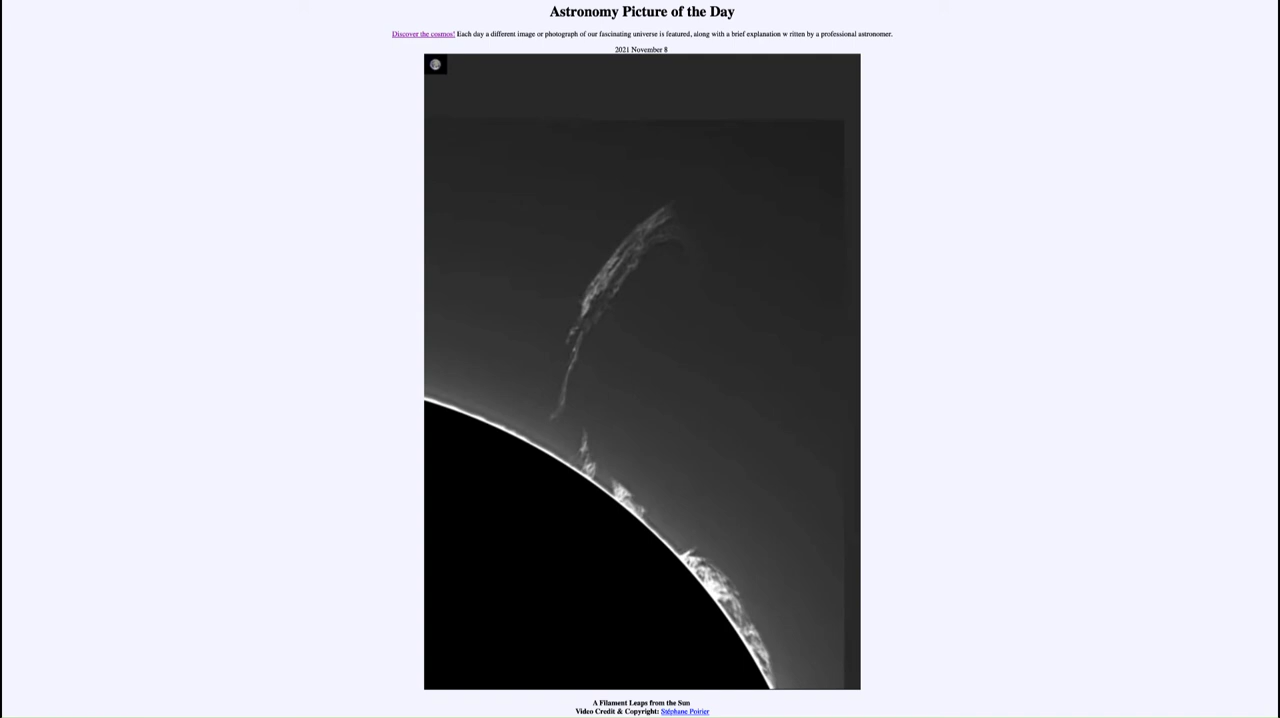 Astronomy Picture of the Day
Discover the cosmos! Each day a different image or photograph of our fascinating universe is featured, along with a brief explanation w ritten by a professional astronomer.
2021 November 8
A Filament Leaps from the Sun
Video Credit & Copyright: Stéphane Poirier